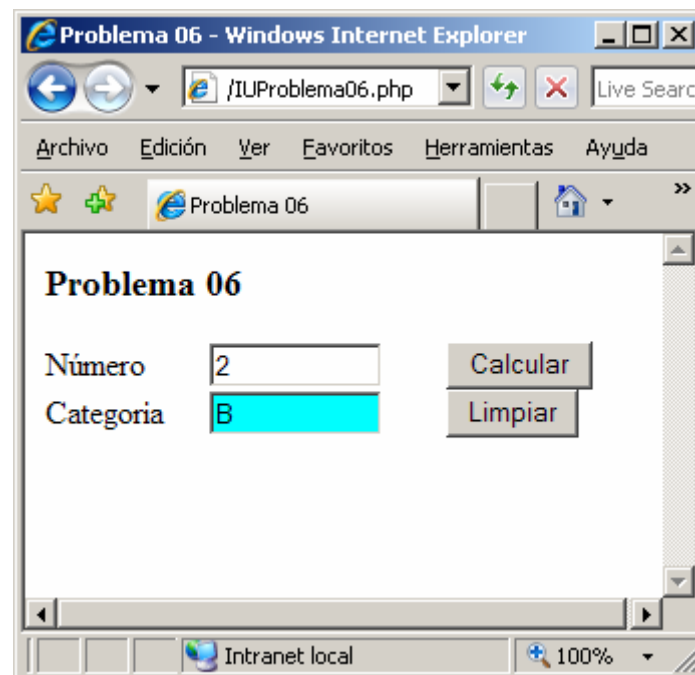 Problema 06 - Windows Internet Explorer
/IUProblema06.php Live Searc
Archivo Edición Ver Favoritos Herramientas Ayuda
Problema 06 »
Problema 06
Número 2 Calcular
Categoria B Limpiar
Intranet local 100%